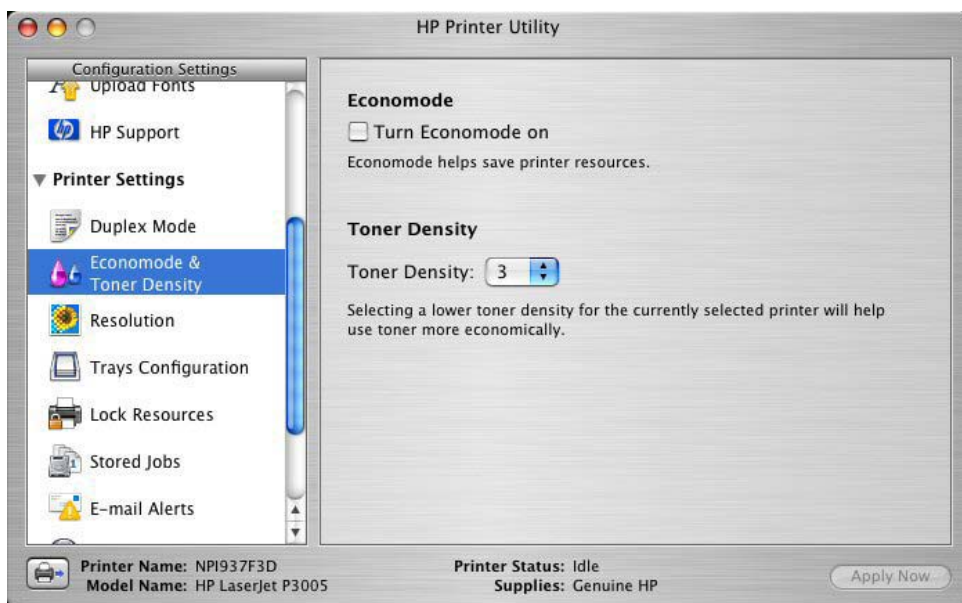 HP Printer Utility
Configuration Settings
Upload Fonts
HP Support
Printer Settings
Duplex Mode
Economode &
Toner Density
Resolution
Trays Configuration
Lock Resources
Stored Jobs
E-mail Alerts
Economode
Turn Economode on
Economode helps save printer resources.
Toner Density
Toner Density: 3
Selecting a lower toner density for the currently selected printer will help
use toner more economically.
Printer Name: NPI937F3D
Model Name: HP LaserJet P3005
Printer Status: Idle
Supplies: Genuine HP
Apply Now